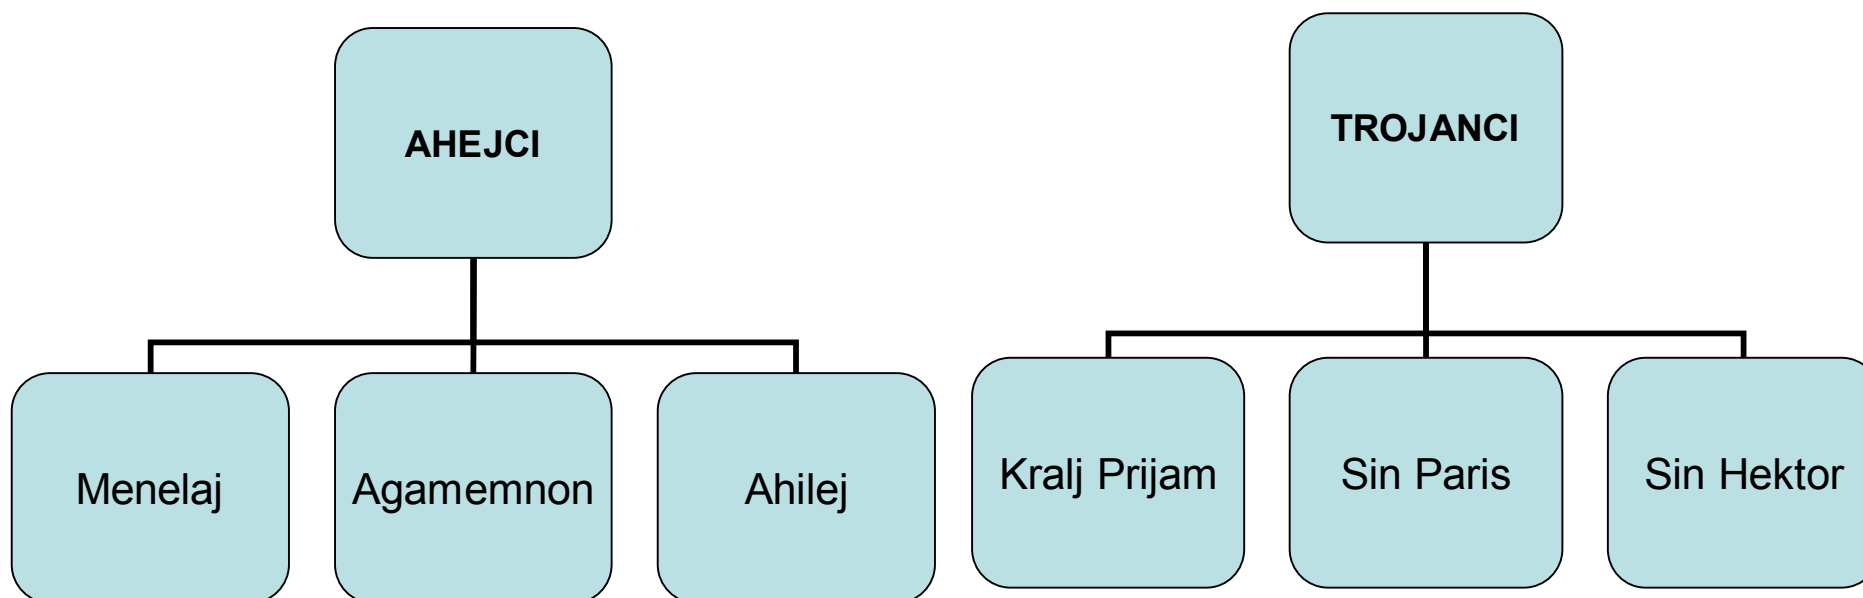 AHEJCI
Menelaj
Agamemnon
Ahilej
TROJANCI
Kralj Prijam
Sin Paris
Sin Hektor